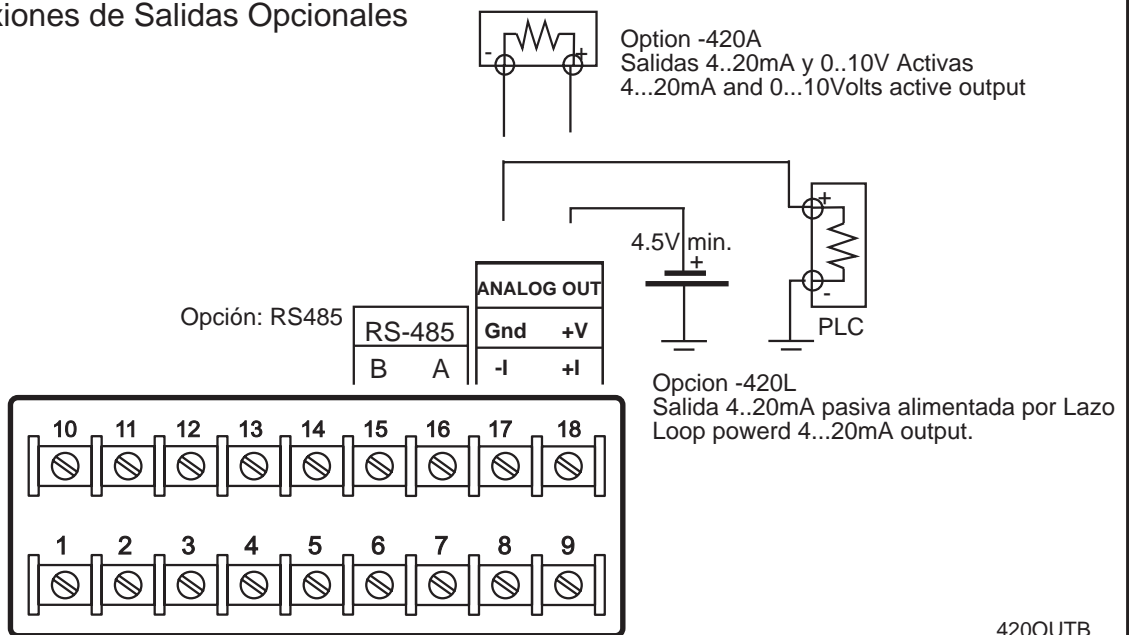 xiones de Salidas Opcionales
- +
Option -420A
Salidas 4..20mA y 0..10V Activas
4...20mA and 0...10Volts active output
+
4.5V min.
+
-
PLC
ANALOG OUT
Opción: RS485
RS-485
Gnd +V
B A
-I +I
Opcion -420L
Salida 4..20mA pasiva alimentada por Lazo
Loop powerd 4...20mA output.
10 11 12 13 14 15 16 17 18
1 2 3 4 5 6 7 8 9
420OUTB